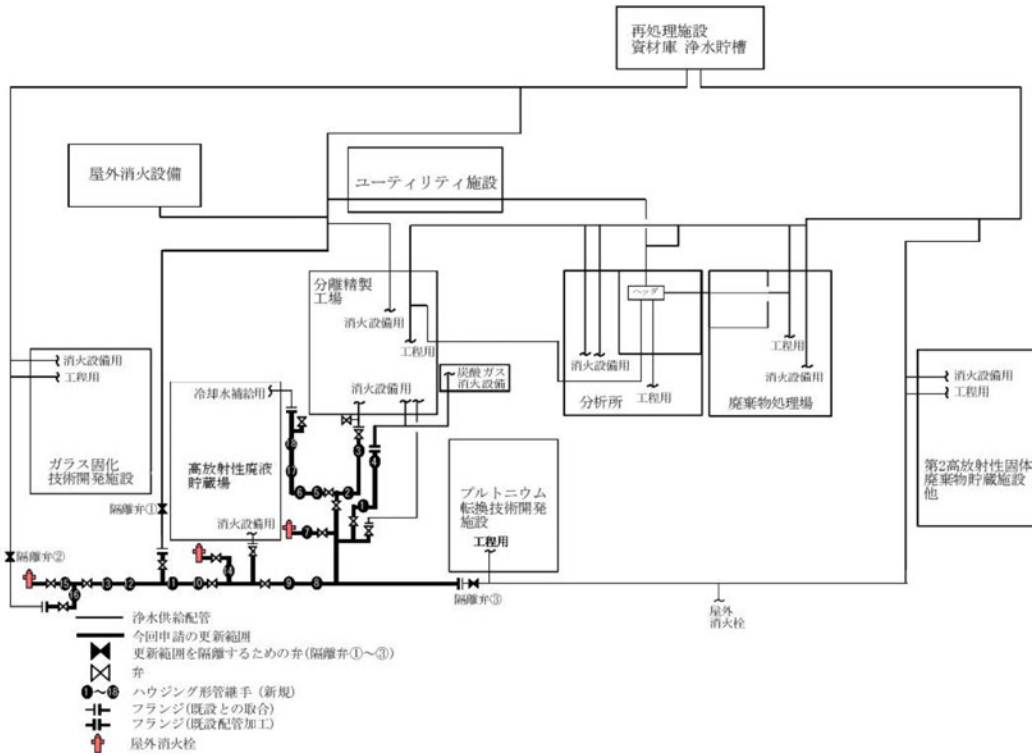 再処理施設
資材庫 浄水貯槽
屋外消火設備
ユーティリティ施設
分離精製
工場
消火設備用
工程用
消火設備用
炭酸ガス
消火設備
ヘッダ
消火設備用
工程用
分析所
工程用
消火設備用
廃棄物処理場
消火設備用
工程用
ガラス固化
技術開発施設
冷却水補給用
高放射性廃液
貯蔵場
消火設備用
プルトニウム
転換技術開発
施設
工程用
消火設備用
工程用
第2高放射性固体
廃棄物貯蔵施設
他
隔離弁①
隔離弁②
隔離弁③
屋外
消火栓
⓲
⓱
❻
❺
❷
❸
❹
❶
❼
⓮
⓯
⓭
⓬
⓫
❿
❾
❽
⓰
浄水供給配管
今回申請の更新範囲
更新範囲を隔離するための弁(隔離弁①~③)
弁
❶~⓲ ハウジング形管継手 (新規)
フランジ(既設との取合)
フランジ(既設配管加工)
屋外消火栓